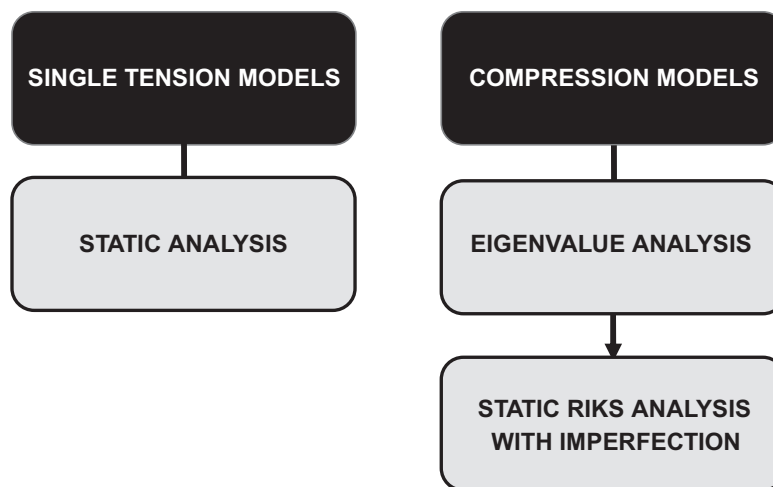 SINGLE TENSION MODELS
STATIC ANALYSIS
COMPRESSION MODELS
EIGENVALUE ANALYSIS
STATIC RIKS ANALYSIS
WITH IMPERFECTION